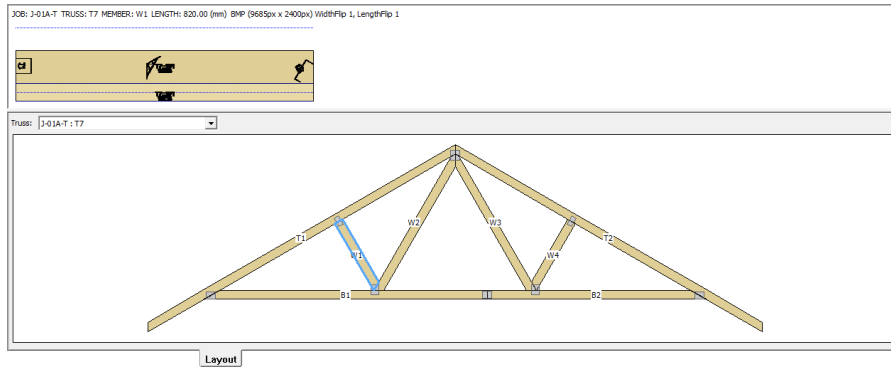 JOB: J-01A-T TRUSS: T7 MEMBER: W1 LENGTH: 820.00 (mm) BMP (9685px x 2400px) WidthFlip 1, LengthFlip 1
Truss: J-01A-T : T7
W2 W3
T1 T2
W1 W4
B1 B2
Layout